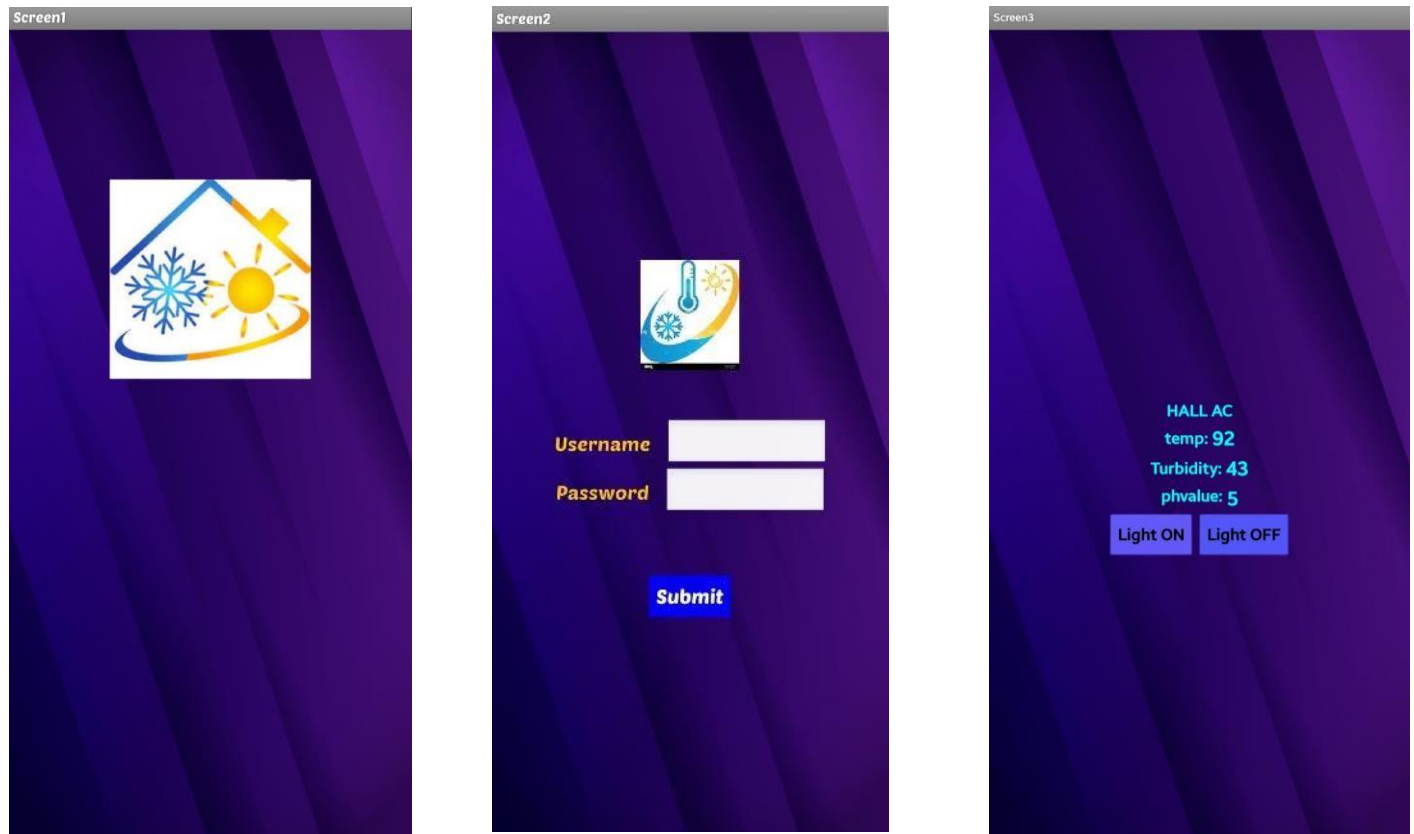 Screen1
Screen2
Username
Password
Submit
Screen3
HALL AC
temp: 92
Turbidity: 43
phvalue: 5
Light ON Light OFF